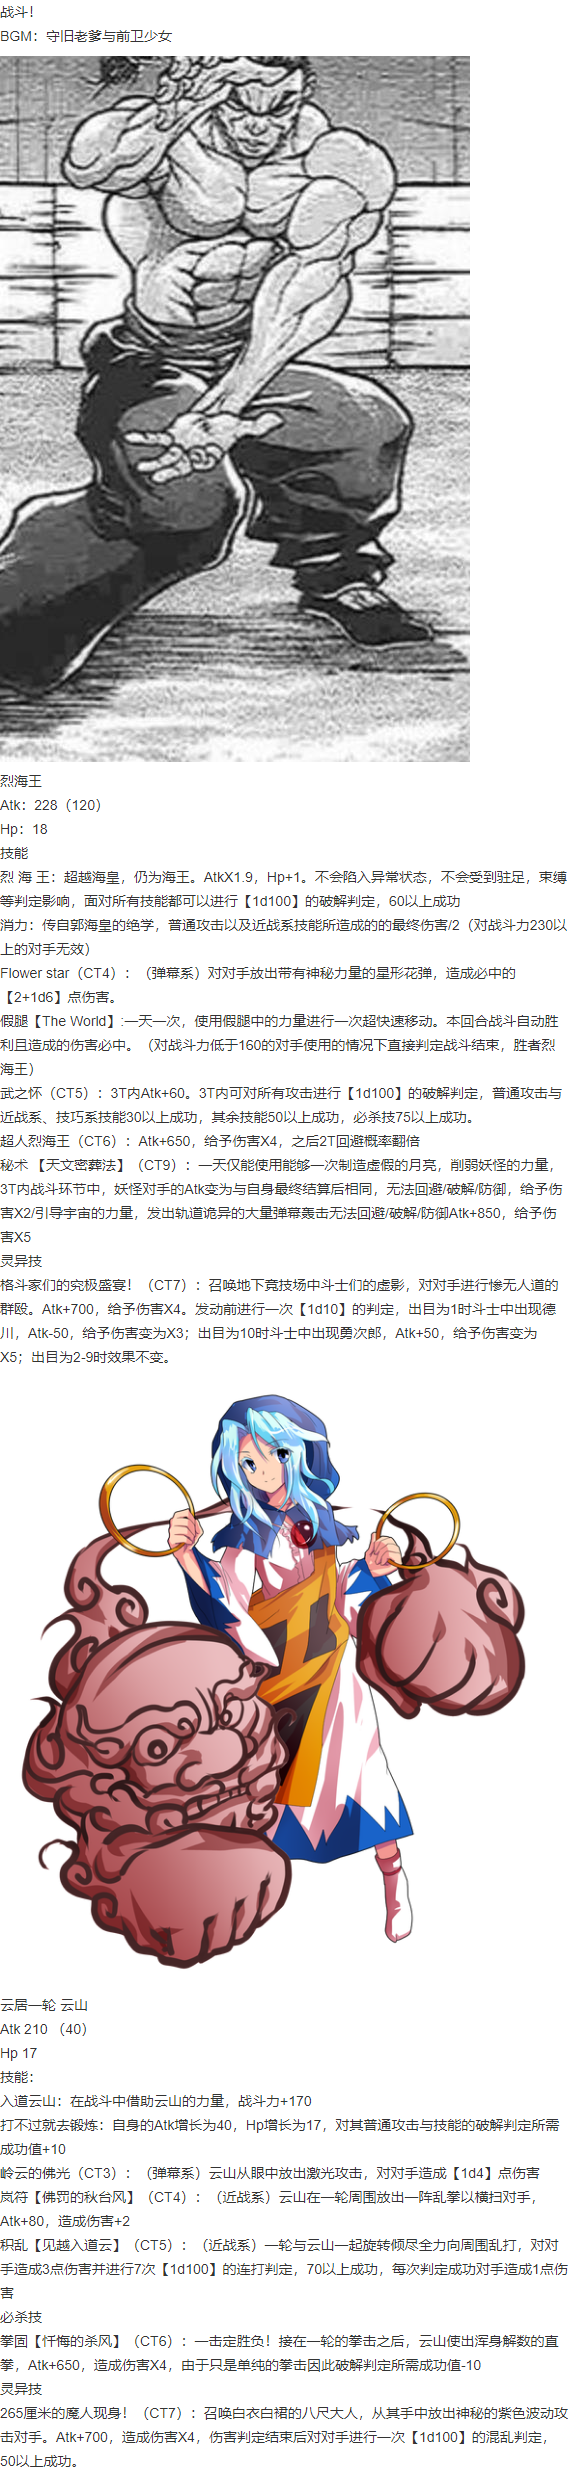 战斗！
BGM：守旧老爹与前卫少女
烈海王
Atk：228（120）
Hp：18
技能
烈 海 王：超越海皇，仍为海王。AtkX1.9，Hp+1。不会陷入异常状态，不会受到驻足，束缚
等判定影响，面对所有技能都可以进行【1d100】的破解判定，60以上成功
消力：传自郭海皇的绝学，普通攻击以及近战系技能所造成的的最终伤害/2（对战斗力230以
上的对手无效）
Flower star（CT4）：（弹幕系）对对手放出带有神秘力量的星形花弹，造成必中的
【2+1d6】点伤害。
假腿【The World】:一天一次，使用假腿中的力量进行一次超快速移动。本回合战斗自动胜
利且造成的伤害必中。（对战斗力低于160的对手使用的情况下直接判定战斗结束，胜者烈
海王）
武之怀（CT5）：3T内Atk+60。3T内可对所有攻击进行【1d100】的破解判定，普通攻击与
近战系、技巧系技能30以上成功，其余技能50以上成功，必杀技75以上成功。
超人烈海王（CT6）：Atk+650，给予伤害X4，之后2T回避概率翻倍
秘术 【天文密葬法】（CT9）：一天仅能使用能够一次制造虚假的月亮，削弱妖怪的力量，
3T内战斗环节中，妖怪对手的Atk变为与自身最终结算后相同，无法回避/破解/防御，给予伤
害X2/引导宇宙的力量，发出轨道诡异的大量弹幕轰击无法回避/破解/防御Atk+850，给予伤
害X5
灵异技
格斗家们的究极盛宴！（CT7）：召唤地下竞技场中斗士们的虚影，对对手进行惨无人道的
群殴。Atk+700，给予伤害X4。发动前进行一次【1d10】的判定，出目为1时斗士中出现德
川，Atk-50，给予伤害变为X3；出目为10时斗士中出现勇次郎，Atk+50，给予伤害变为
X5；出目为2-9时效果不变。
云居一轮 云山
Atk 210 （40）
Hp 17
技能：
入道云山：在战斗中借助云山的力量，战斗力+170
打不过就去锻炼：自身的Atk增长为40，Hp增长为17，对其普通攻击与技能的破解判定所需
成功值+10
岭云的佛光（CT3）：（弹幕系）云山从眼中放出激光攻击，对对手造成【1d4】点伤害
岚符【佛罚的秋台风】（CT4）：（近战系）云山在一轮周围放出一阵乱拳以横扫对手，
Atk+80，造成伤害+2
积乱【见越入道云】（CT5）：（近战系）一轮与云山一起旋转倾尽全力向周围乱打，对对
手造成3点伤害并进行7次【1d100】的连打判定，70以上成功，每次判定成功对手造成1点伤
害
必杀技
拳固【忏悔的杀风】（CT6）：一击定胜负！接在一轮的拳击之后，云山使出浑身解数的直
拳，Atk+650，造成伤害X4，由于只是单纯的拳击因此破解判定所需成功值-10
灵异技
265厘米的魔人现身！（CT7）：召唤白衣白裙的八尺大人，从其手中放出神秘的紫色波动攻
击对手。Atk+700，造成伤害X4，伤害判定结束后对对手进行一次【1d100】的混乱判定，
50以上成功。